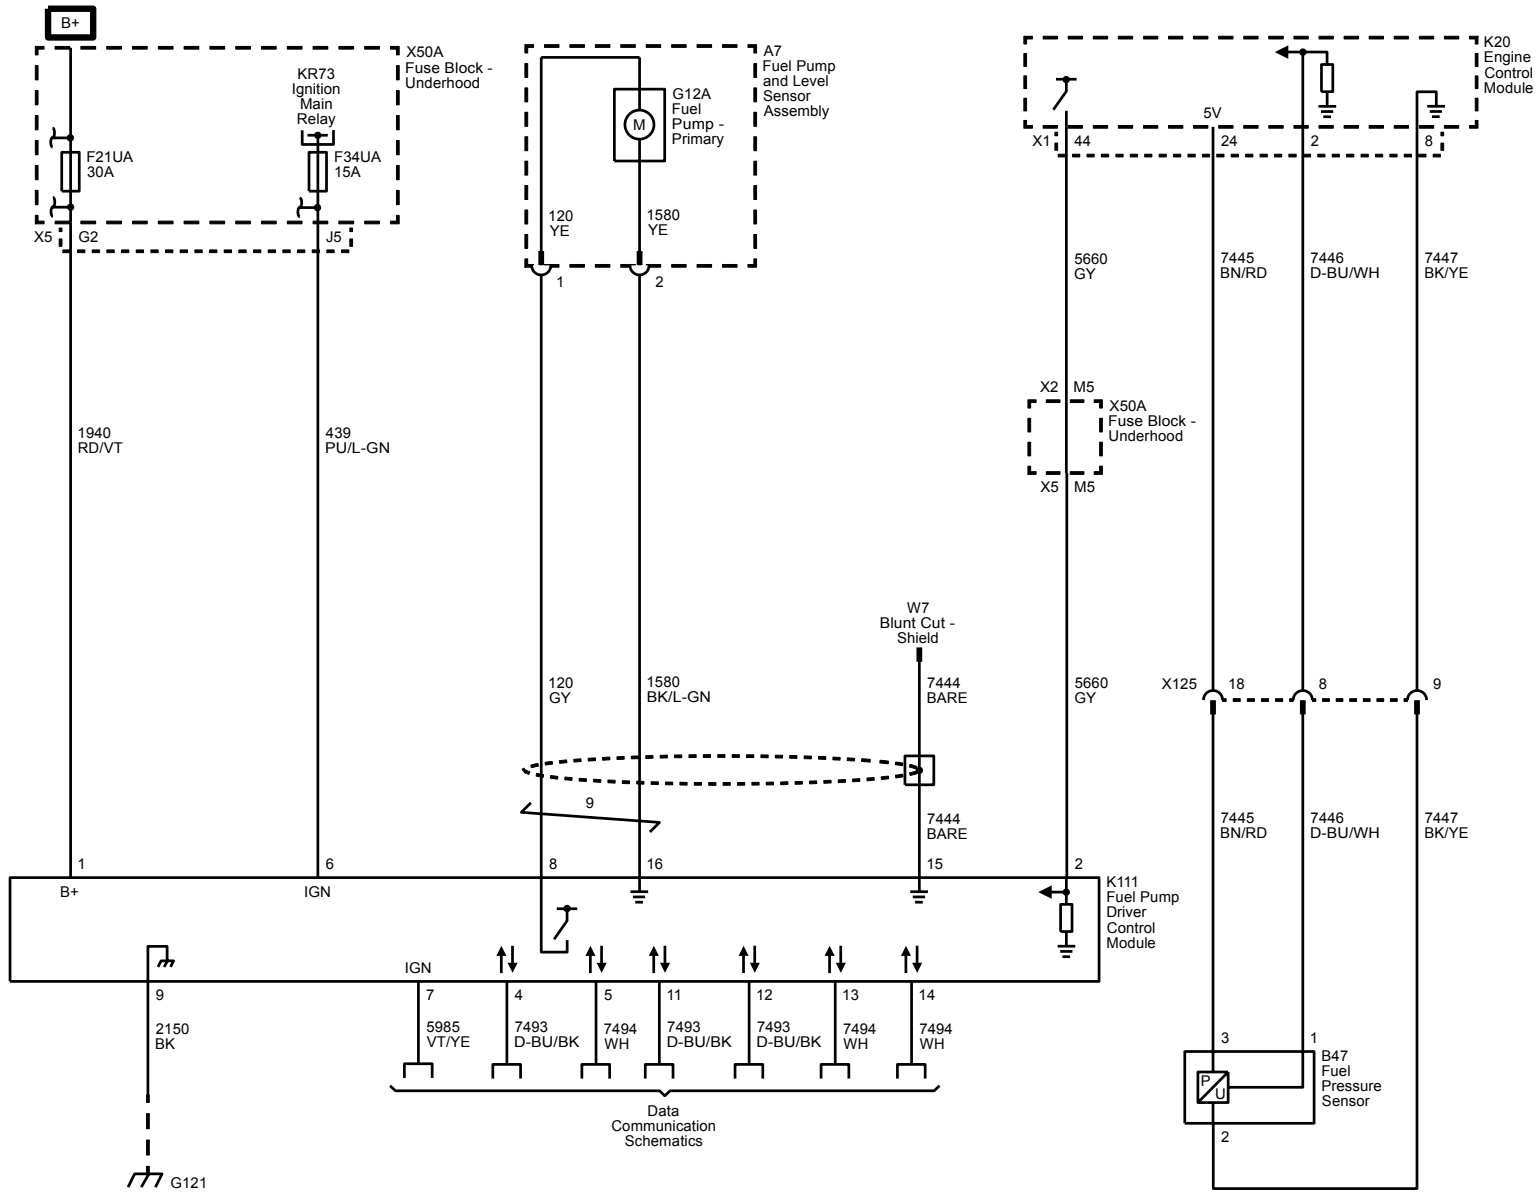 B+
X50A
Fuse Block -
Underhood
KR73
Ignition
Main
Relay
F21UA
30A
F34UA
15A
X5
G2
J5
A7
Fuel Pump
and Level
Sensor
Assembly
G12A
Fuel
Pump -
Primary
M
120
YE
1580
YE
1
2
K20
Engine
Control
Module
5V
X1
44
24
2
8
5660
GY
7445
BN/RD
7446
D-BU/WH
7447
BK/YE
X2
M5
X50A
Fuse Block -
Underhood
X5
M5
1940
RD/VT
439
PU/L-GN
W7
Blunt Cut -
Shield
120
GY
1580
BK/L-GN
7444
BARE
5660
GY
X125
18
8
9
9
7444
BARE
7445
BN/RD
7446
D-BU/WH
7447
BK/YE
1
6
8
16
15
2
B+
IGN
K111
Fuel Pump
Driver
Control
Module
IGN
9
7
4
5
11
12
13
14
2150
BK
5985
VT/YE
7493
D-BU/BK
7494
WH
7493
D-BU/BK
7493
D-BU/BK
7494
WH
7494
WH
3
1
B47
Fuel
Pressure
Sensor
P
U
2
Data
Communication
Schematics
G121